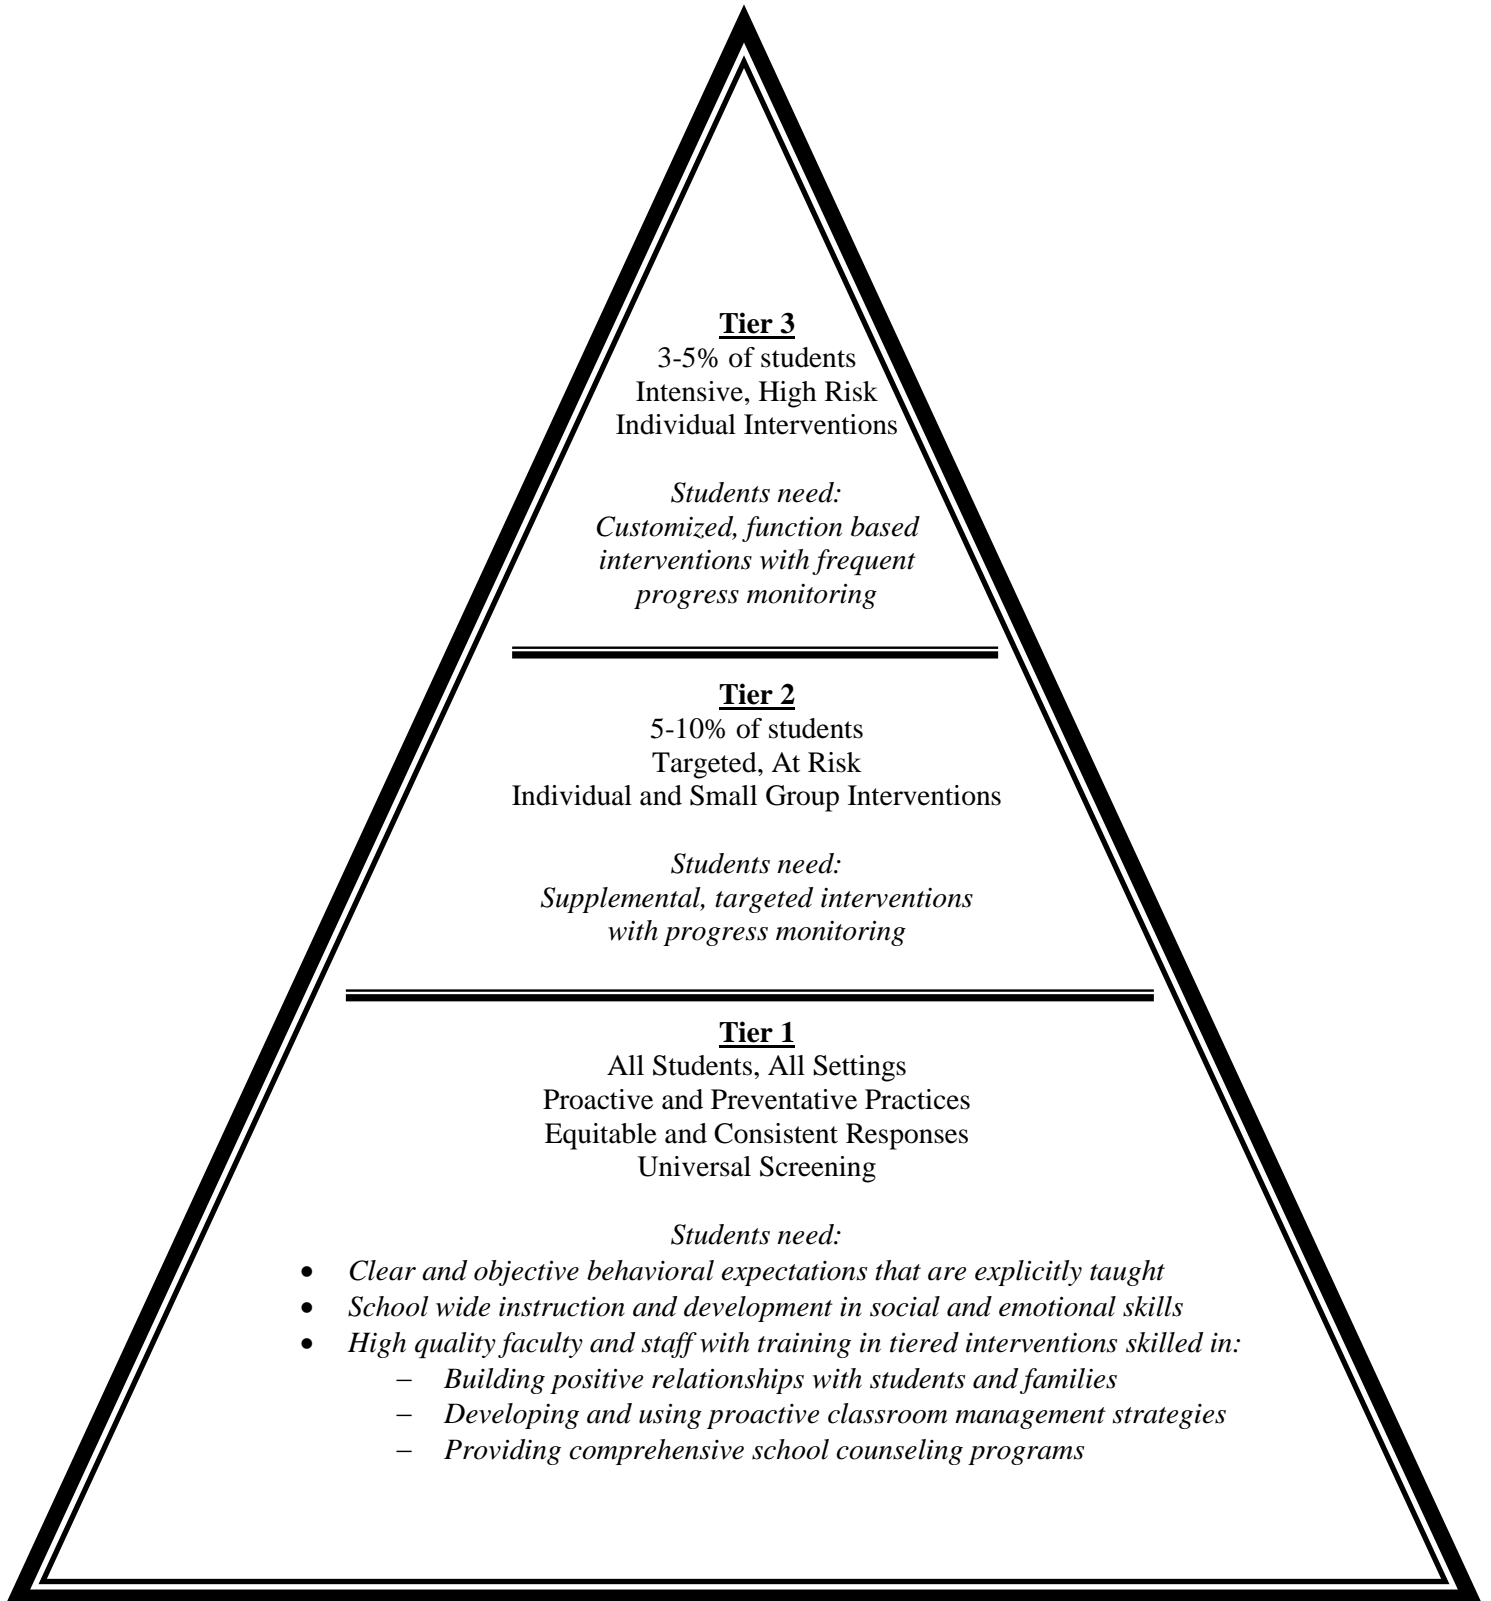 Tier 3
3-5% of students
Intensive, High Risk
Individual Interventions
Students need:
Customized, function based
interventions with frequent
progress monitoring
Tier 2
5-10% of students
Targeted, At Risk
Individual and Small Group Interventions
Students need:
Supplemental, targeted interventions
with progress monitoring
Tier 1
All Students, All Settings
Proactive and Preventative Practices
Equitable and Consistent Responses
Universal Screening
Students need:
• Clear and objective behavioral expectations that are explicitly taught
• School wide instruction and development in social and emotional skills
• High quality faculty and staff with training in tiered interventions skilled in:
– Building positive relationships with students and families
– Developing and using proactive classroom management strategies
– Providing comprehensive school counseling programs